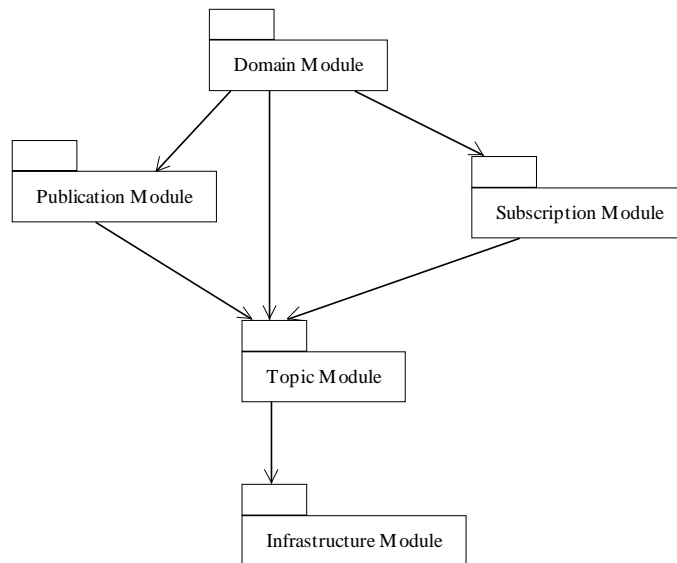 Domain Module
Publication Module
Subscription Module
Topic Module
Infrastructure Module